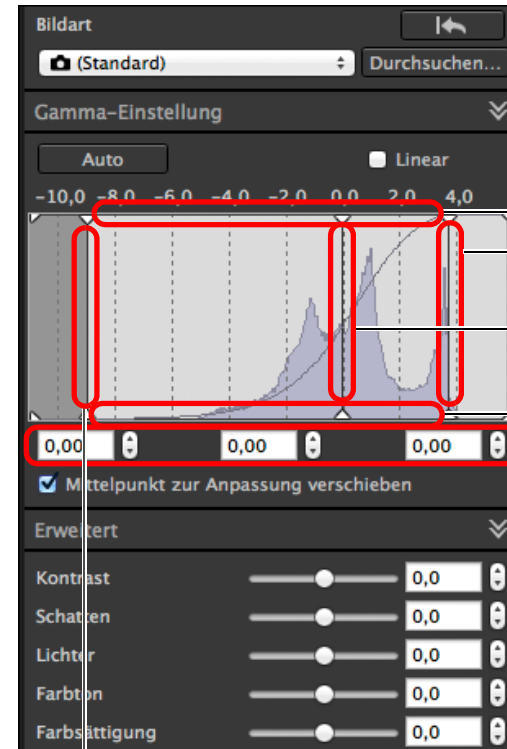 Bildart
(Standard) Durchsuchen...
Gamma-Einstellung
Auto Linear
-10,0 -8,0 -6,0 -4,0 -2,0 0,0 2,0 4,0
0,00 0,00 0,00
Mittelpunkt zur Anpassung verschieben
Erweitert
Kontrast 0,0
Schatten 0,0
Lichter 0,0
Farbton 0,0
Farbsättigung 0,0